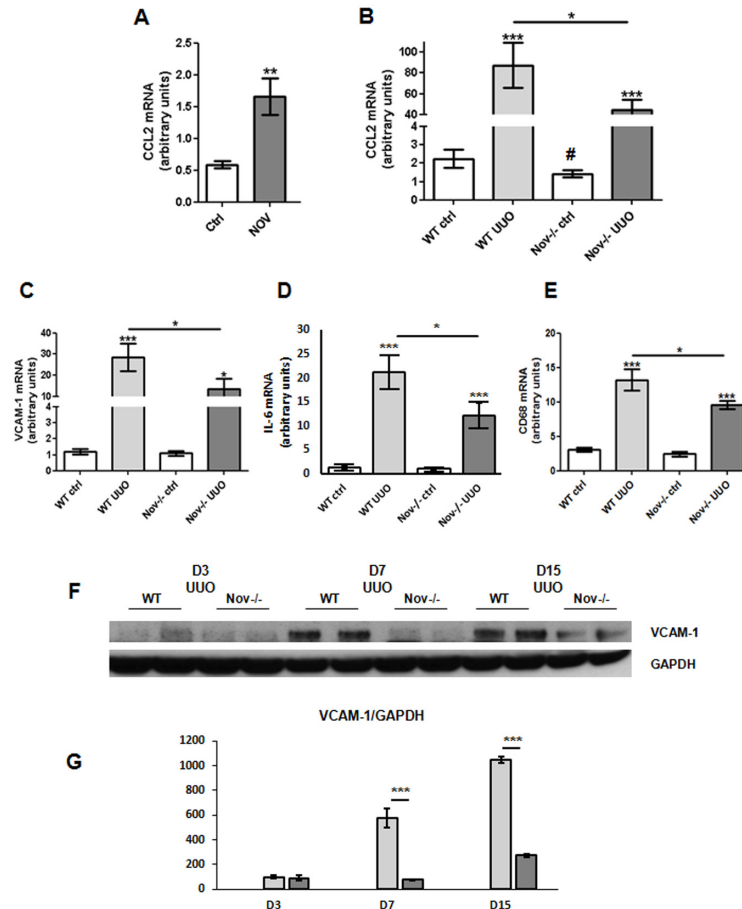 A
B
CCL2 mRNA
(arbitrary units)
2.5
2.0
1.5
1.0
0.5
0.0
**
Ctrl
NOV
CCL2 mRNA
(arbitrary units)
100
80
60
40
4
3
2
1
0
***
*
#
***
WT ctrl
WT UUO
Nov-/- ctrl
Nov-/- UUO
C
D
E
VCAM-1 mRNA
(arbitrary units)
40
30
20
10
4
3
2
1
0
***
*
*
WT ctrl
WT UUO
Nov-/- ctrl
Nov-/- UUO
IL-6 mRNA
(arbitrary units)
30
25
20
15
10
5
0
***
*
***
WT ctrl
WT UUO
Nov-/- ctrl
Nov-/- UUO
CD68 mRNA
(arbitrary units)
20
15
10
5
0
***
*
***
WT ctrl
WT UUO
Nov-/- ctrl
Nov-/- UUO
F
D3 D7 D15
UUO UUO UUO
WT Nov-/- WT Nov-/- WT Nov-/-
VCAM-1
GAPDH
VCAM-1/GAPDH
G
1200
1000
800
600
400
200
0
***
***
D3 D7 D15